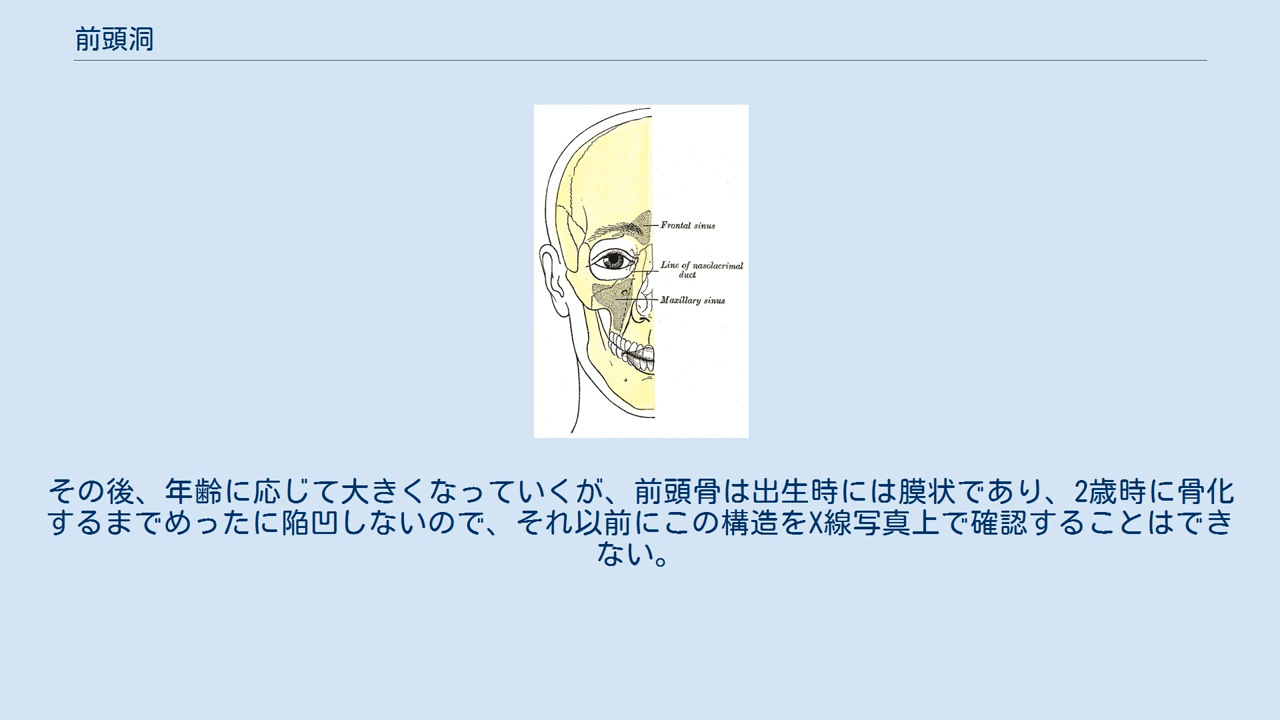 前頭洞
Frontal sinus
Line of nasolacrimal
duct
Maxillary sinus
その後、年齢に応じて大きくなっていくが、前頭骨は出生時には膜状であり、2歳時に骨化
するまでめったに陥凹しないので、それ以前にこの構造をX線写真上で確認することはでき
ない。